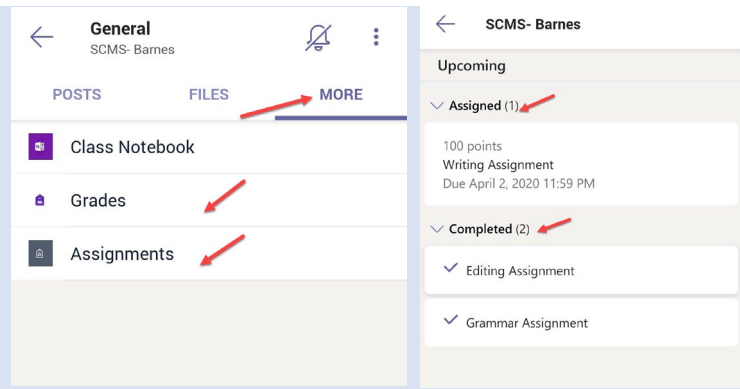 General
SCMS- Barnes
POSTS FILES MORE
Class Notebook
Grades
Assignments
SCMS- Barnes
Upcoming
Assigned (1)
100 points
Writing Assignment
Due April 2, 2020 11:59 PM
Completed (2)
Editing Assignment
Grammar Assignment